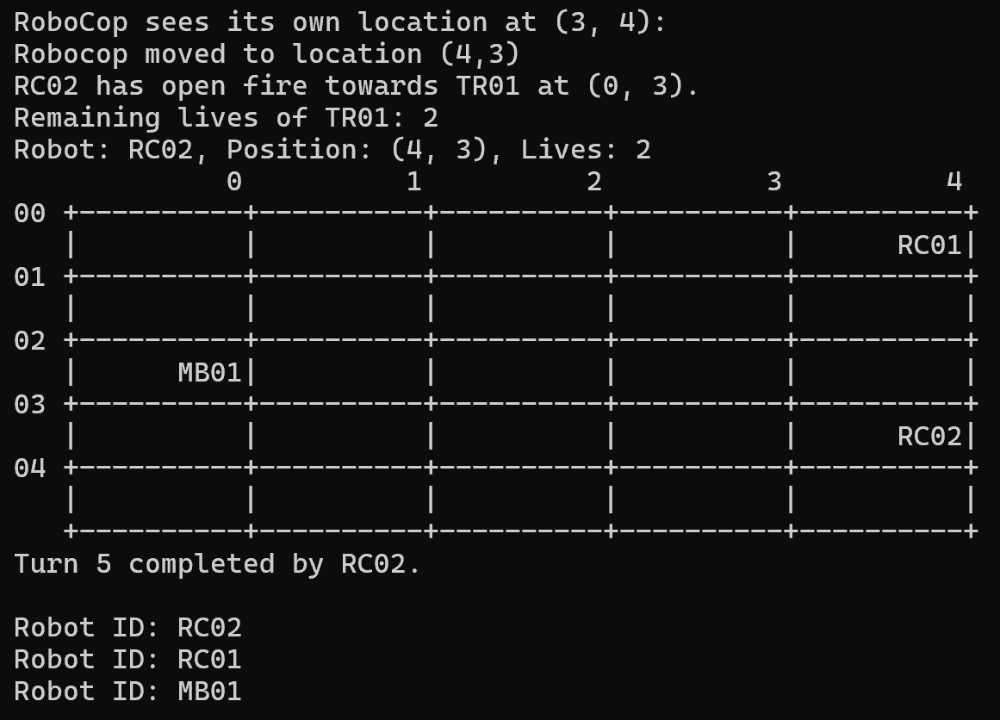 RoboCop sees its own location at (3, 4):
Robocop moved to location (4,3)
RC02 has open fire towards TR01 at (0, 3).
Remaining lives of TR01: 2
Robot: RC02, Position: (4, 3), Lives: 2
             0          1          2          3          4
00 +----------+----------+----------+----------+----------+
   |          |          |          |          |      RC01|
01 +----------+----------+----------+----------+----------+
   |          |          |          |          |          |
02 +----------+----------+----------+----------+----------+
   |      MB01|          |          |          |          |
03 +----------+----------+----------+----------+----------+
   |          |          |          |          |      RC02|
04 +----------+----------+----------+----------+----------+
   |          |          |          |          |          |
   +----------+----------+----------+----------+----------+
Turn 5 completed by RC02.

Robot ID: RC02
Robot ID: RC01
Robot ID: MB01